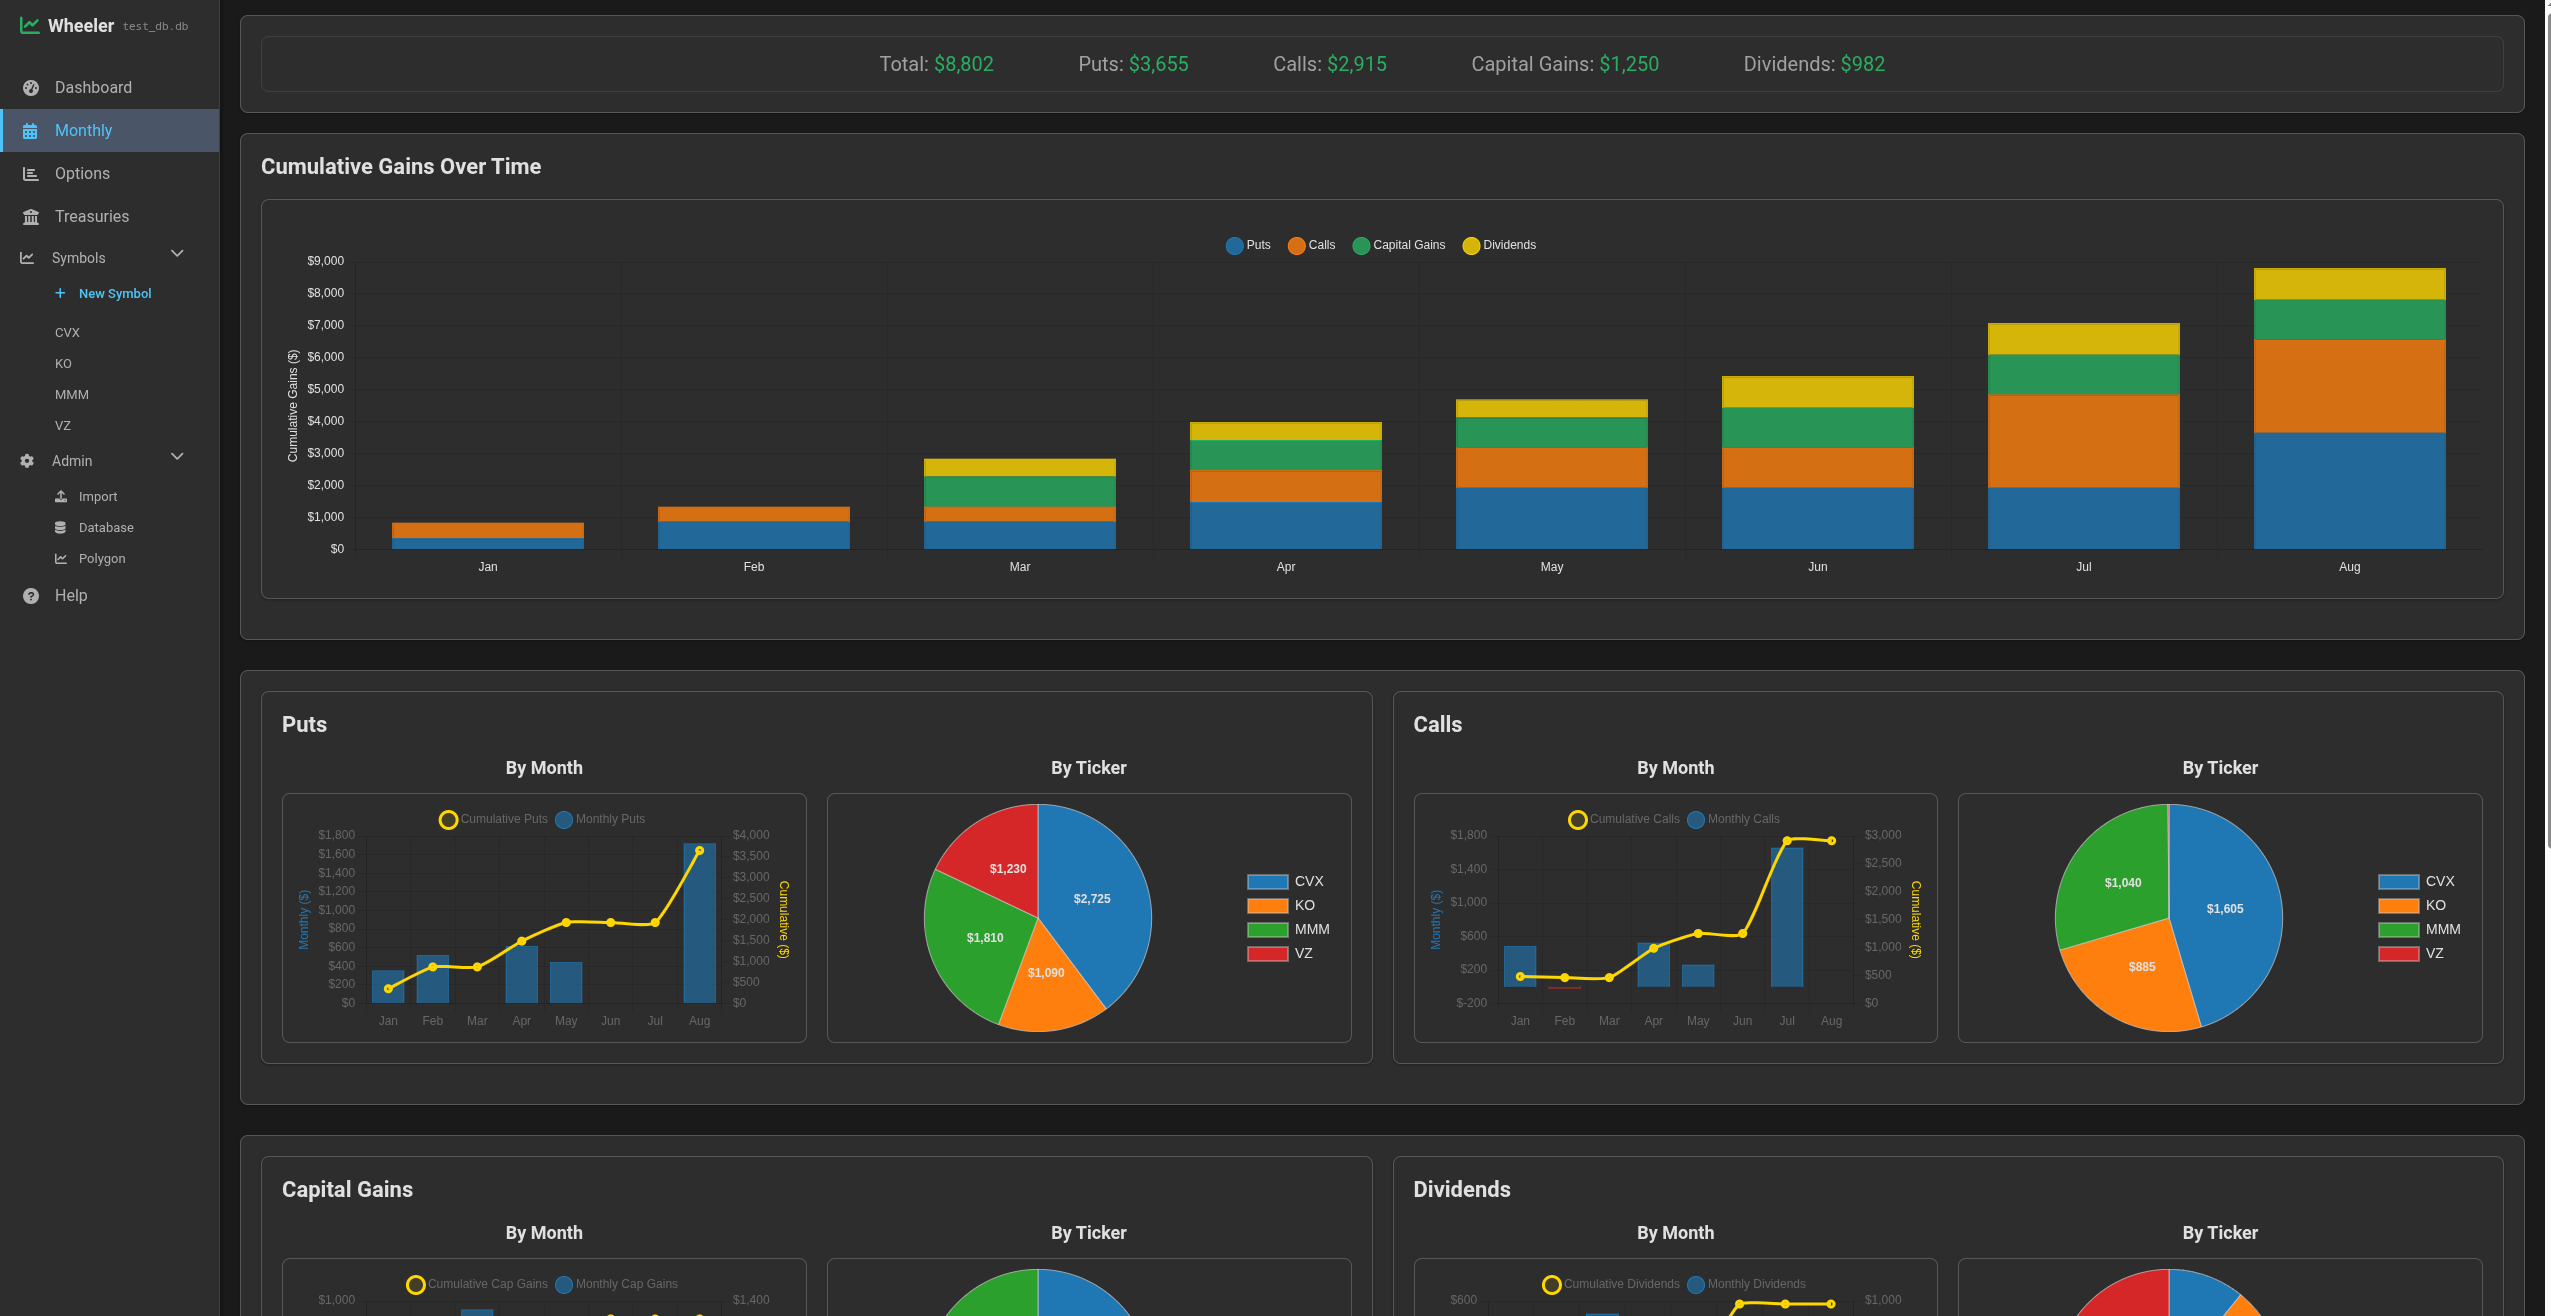 Wheeler test_db.db
Dashboard
Monthly
Options
Treasuries
Symbols
+ New Symbol
CVX
KO
MMM
VZ
Admin
Import
Database
Polygon
Help
Total: $8,802 Puts: $3,655 Calls: $2,915 Capital Gains: $1,250 Dividends: $982
Cumulative Gains Over Time
Puts Calls Capital Gains Dividends
Cumulative Gains ($)
$9,000
$8,000
$7,000
$6,000
$5,000
$4,000
$3,000
$2,000
$1,000
$0
Jan Feb Mar Apr May Jun Jul Aug
Puts
By Month
Cumulative Puts Monthly Puts
Monthly ($)
$1,800
$1,600
$1,400
$1,200
$1,000
$800
$600
$400
$200
$0
$4,000
$3,500
$3,000
$2,500
$2,000
$1,500
$1,000
$500
$0
Cumulative ($)
Jan Feb Mar Apr May Jun Jul Aug
By Ticker
$1,230
$2,725
$1,810
$1,090
CVX
KO
MMM
VZ
Calls
By Month
Cumulative Calls Monthly Calls
Monthly ($)
$1,800
$1,400
$1,000
$600
$200
$-200
$3,000
$2,500
$2,000
$1,500
$1,000
$500
$0
Cumulative ($)
Jan Feb Mar Apr May Jun Jul Aug
By Ticker
$1,040
$1,605
$885
CVX
KO
MMM
VZ
Capital Gains
By Month
Cumulative Cap Gains Monthly Cap Gains
$1,000 $1,400
By Ticker
Dividends
By Month
Cumulative Dividends Monthly Dividends
$600 $1,000
By Ticker